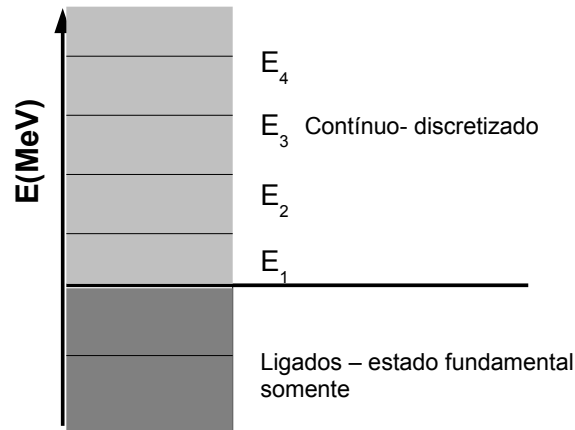 E(MeV)
E₄
E₃ Contínuo- discretizado
E₂
E₁
Ligados – estado fundamental
somente